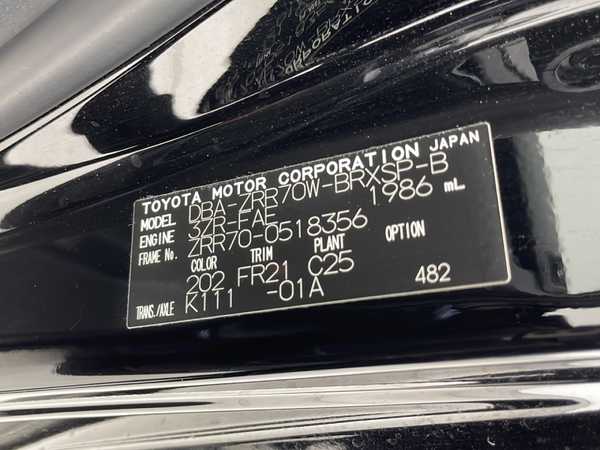 TOYOTA MOTOR CORPORATION JAPAN
MODEL DBA-ZRR70W-BRXSP-B
ENGINE 3ZR-FAE 1986 mL
FRAME No. ZRR70-0518356
COLOR TRIM PLANT OPTION
202 FR21 C25
TRANS./AXLE K111 -01A 482